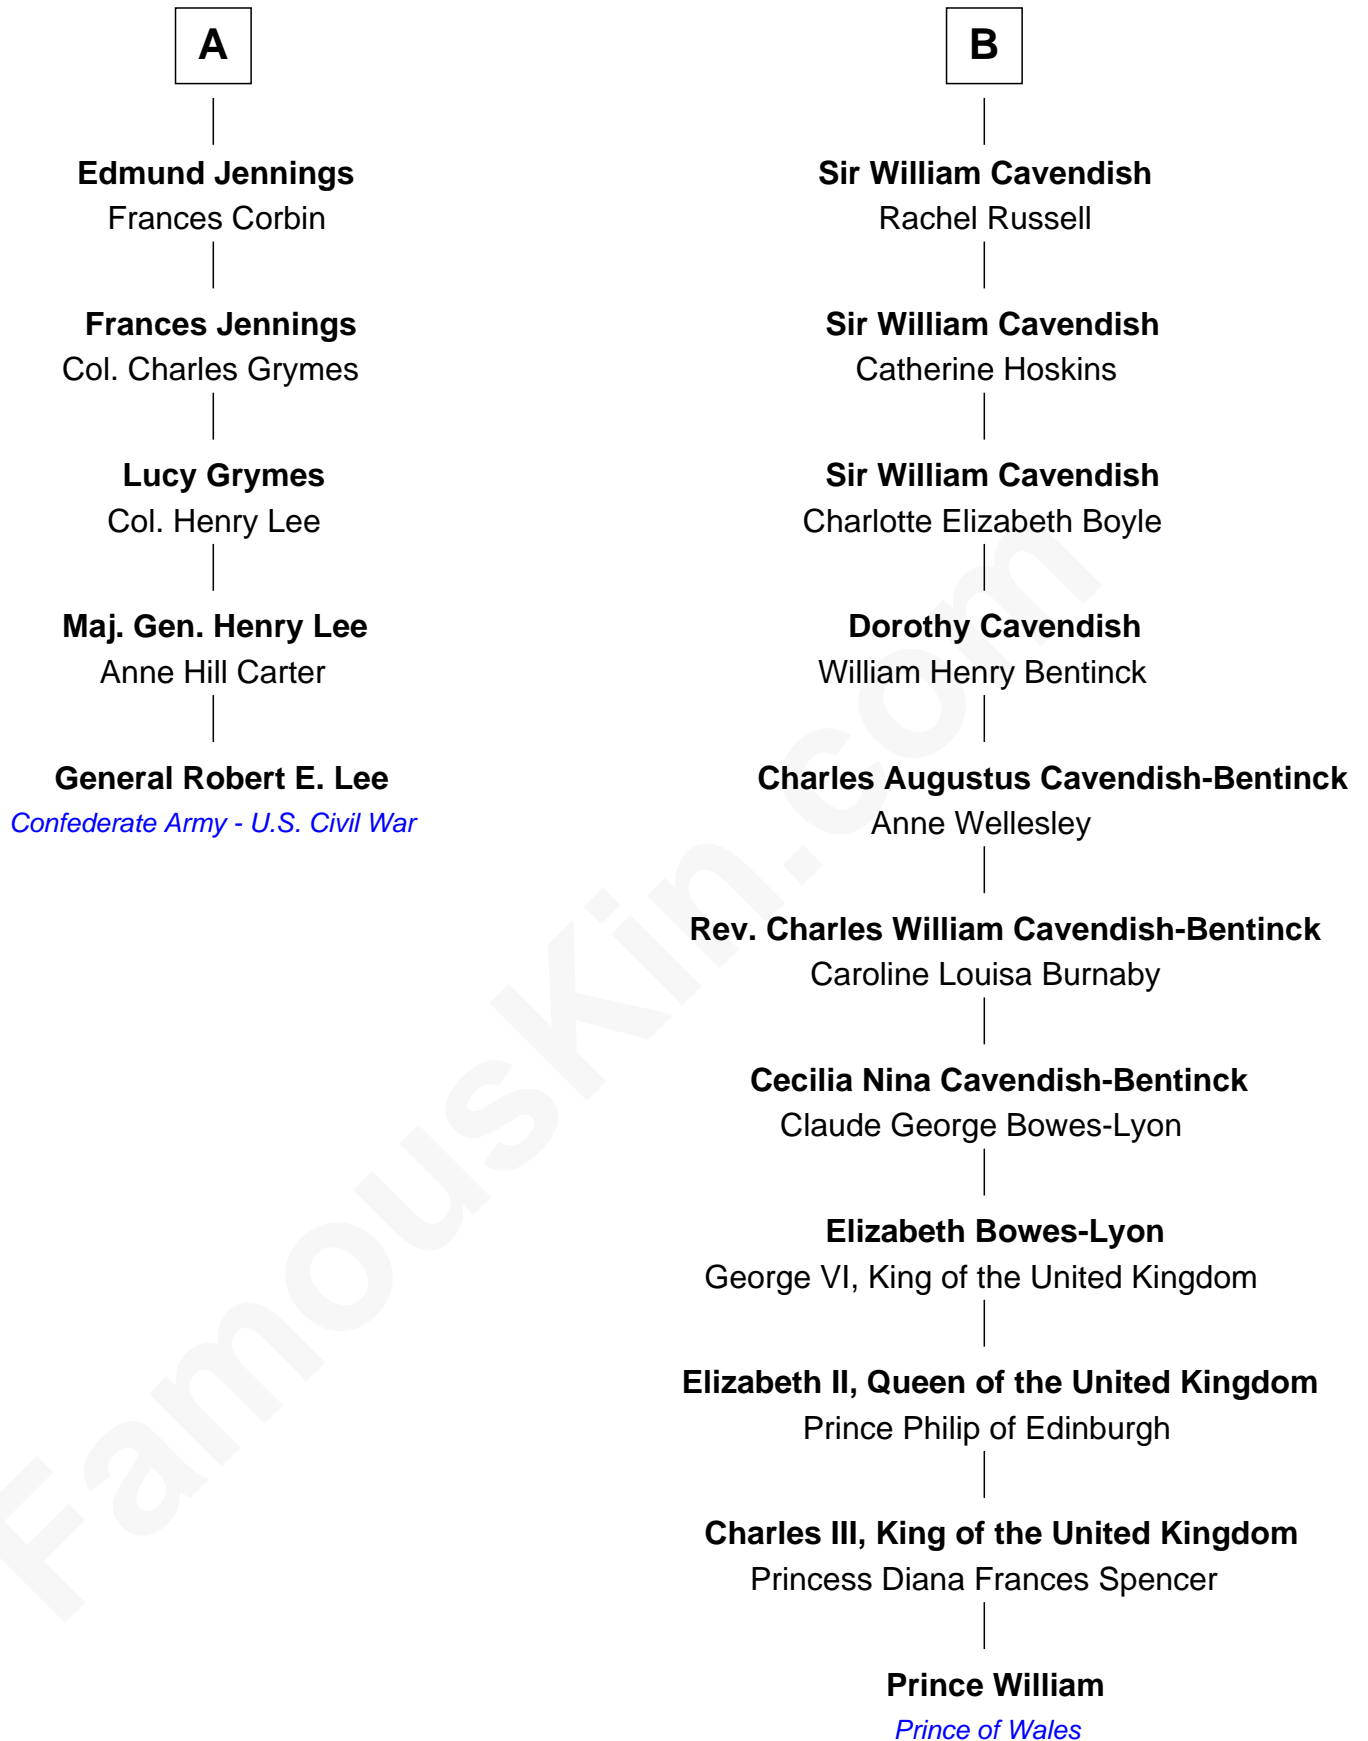 A
Edmund Jennings
Frances Corbin
Frances Jennings
Col. Charles Grymes
Lucy Grymes
Col. Henry Lee
Maj. Gen. Henry Lee
Anne Hill Carter
General Robert E. Lee
Confederate Army - U.S. Civil War
B
Sir William Cavendish
Rachel Russell
Sir William Cavendish
Catherine Hoskins
Sir William Cavendish
Charlotte Elizabeth Boyle
Dorothy Cavendish
William Henry Bentinck
Charles Augustus Cavendish-Bentinck
Anne Wellesley
Rev. Charles William Cavendish-Bentinck
Caroline Louisa Burnaby
Cecilia Nina Cavendish-Bentinck
Claude George Bowes-Lyon
Elizabeth Bowes-Lyon
George VI, King of the United Kingdom
Elizabeth II, Queen of the United Kingdom
Prince Philip of Edinburgh
Charles III, King of the United Kingdom
Princess Diana Frances Spencer
Prince William
Prince of Wales
FamousKin.com